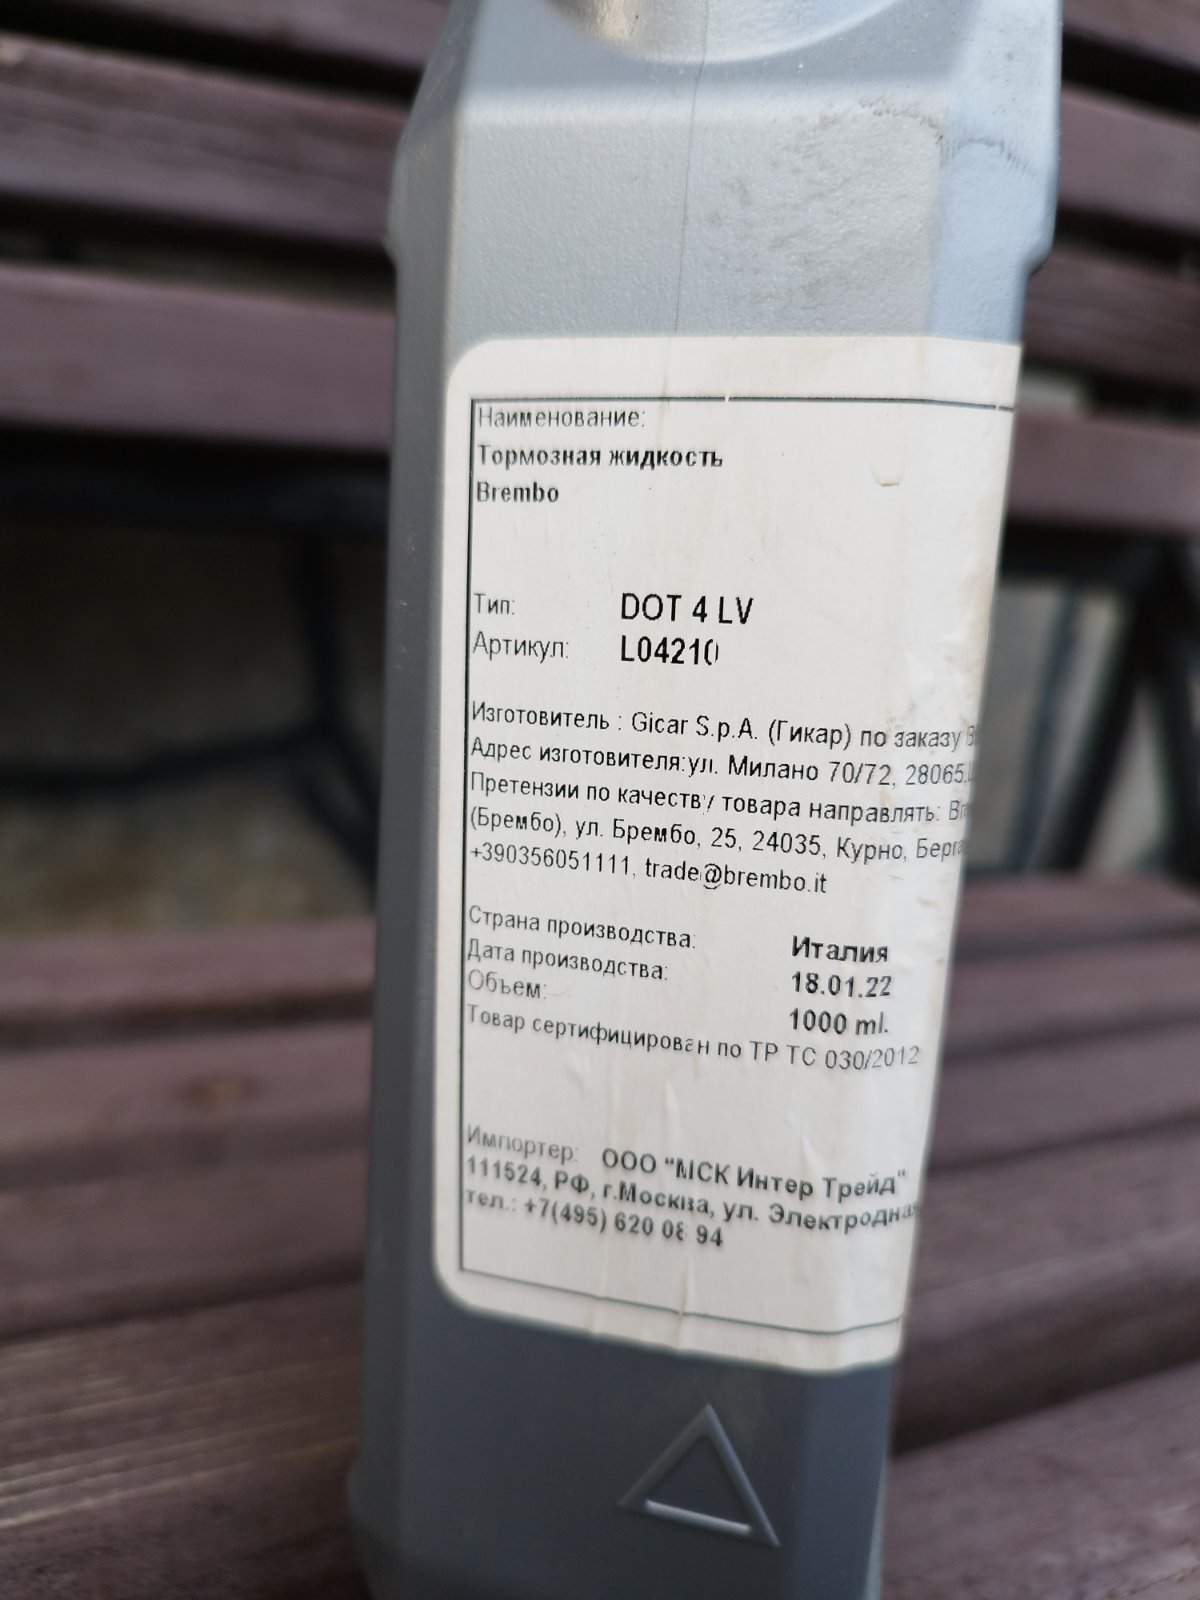 Наименование:
Тормозная жидкость
Brembo
Тип: DOT 4 LV
Артикул: L04210
Изготовитель : Gicar S.p.A. (Гикар) по заказу
Адрес изготовителя:ул. Милано 70/72, 28065,
Претензии по качеству товара направлять:
(Брембо), ул. Брембо, 25, 24035, Курно,
+390356051111, trade@brembo.it
Страна производства: Италия
Дата производства: 18.01.22
Объем: 1000 ml.
Товар сертифицирован по ТР ТС 030/2012
Импортер: ООО "МСК Интер Трейд"
111524, РФ, г.Москва, ул. Электродная
тел.: +7(495) 620 08 94